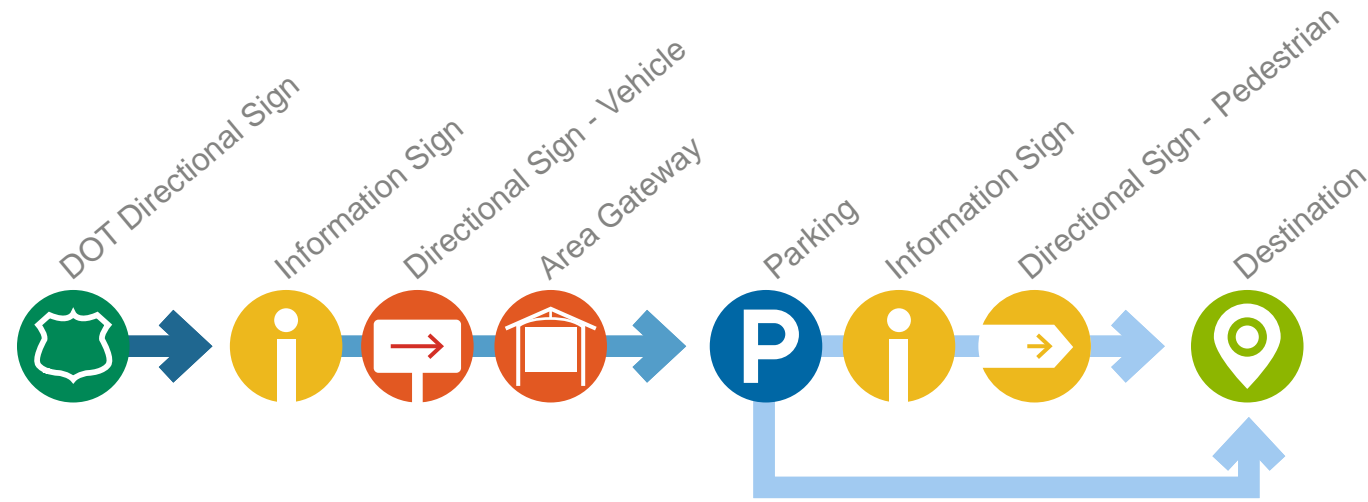 DOT Directional Sign
Information Sign
Directional Sign - Vehicle
Area Gateway
Parking
Information Sign
Directional Sign - Pedestrian
Destination
P